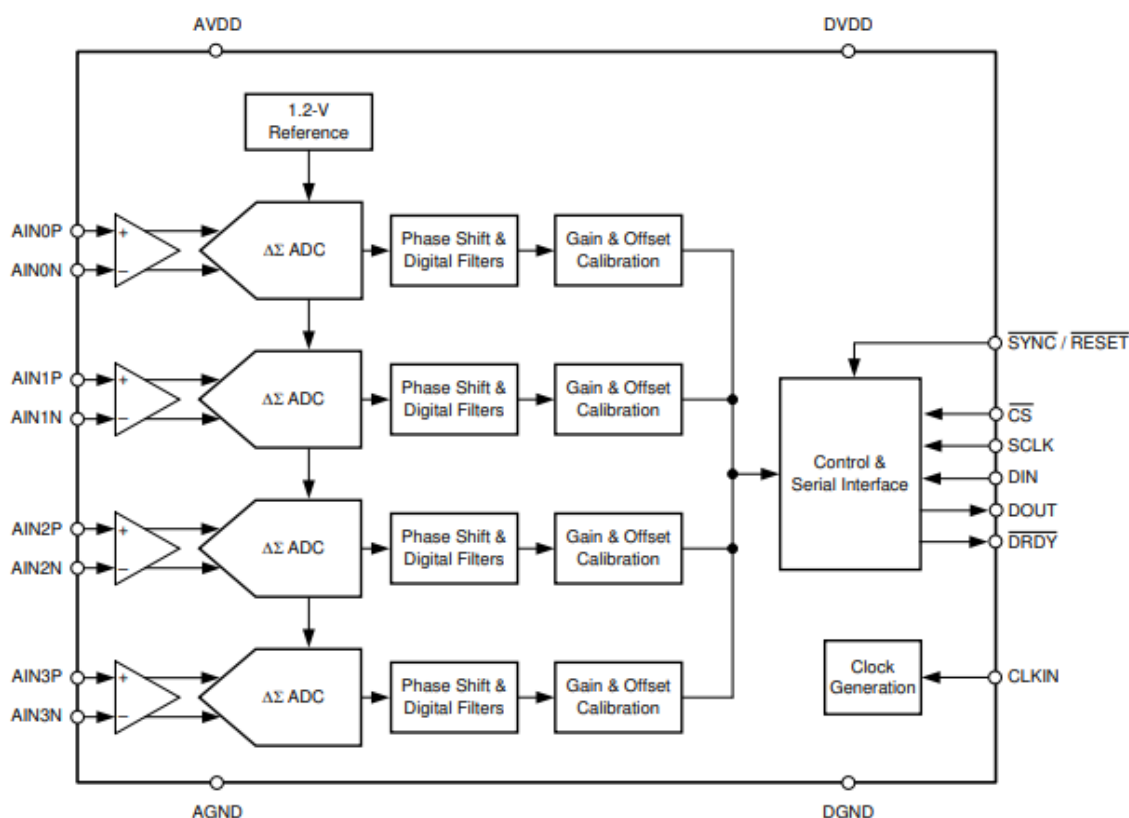 AVDD
DVDD
1.2-V
Reference
AIN0P
+
ΔΣ ADC
Phase Shift &
Digital Filters
Gain & Offset
Calibration
AIN0N
−
SYNC / RESET
AIN1P
+
ΔΣ ADC
Phase Shift &
Digital Filters
Gain & Offset
Calibration
AIN1N
−
CS
SCLK
Control &
Serial Interface
DIN
DOUT
DRDY
AIN2P
+
ΔΣ ADC
Phase Shift &
Digital Filters
Gain & Offset
Calibration
AIN2N
−
AIN3P
+
ΔΣ ADC
Phase Shift &
Digital Filters
Gain & Offset
Calibration
AIN3N
−
Clock
Generation
CLKIN
AGND
DGND